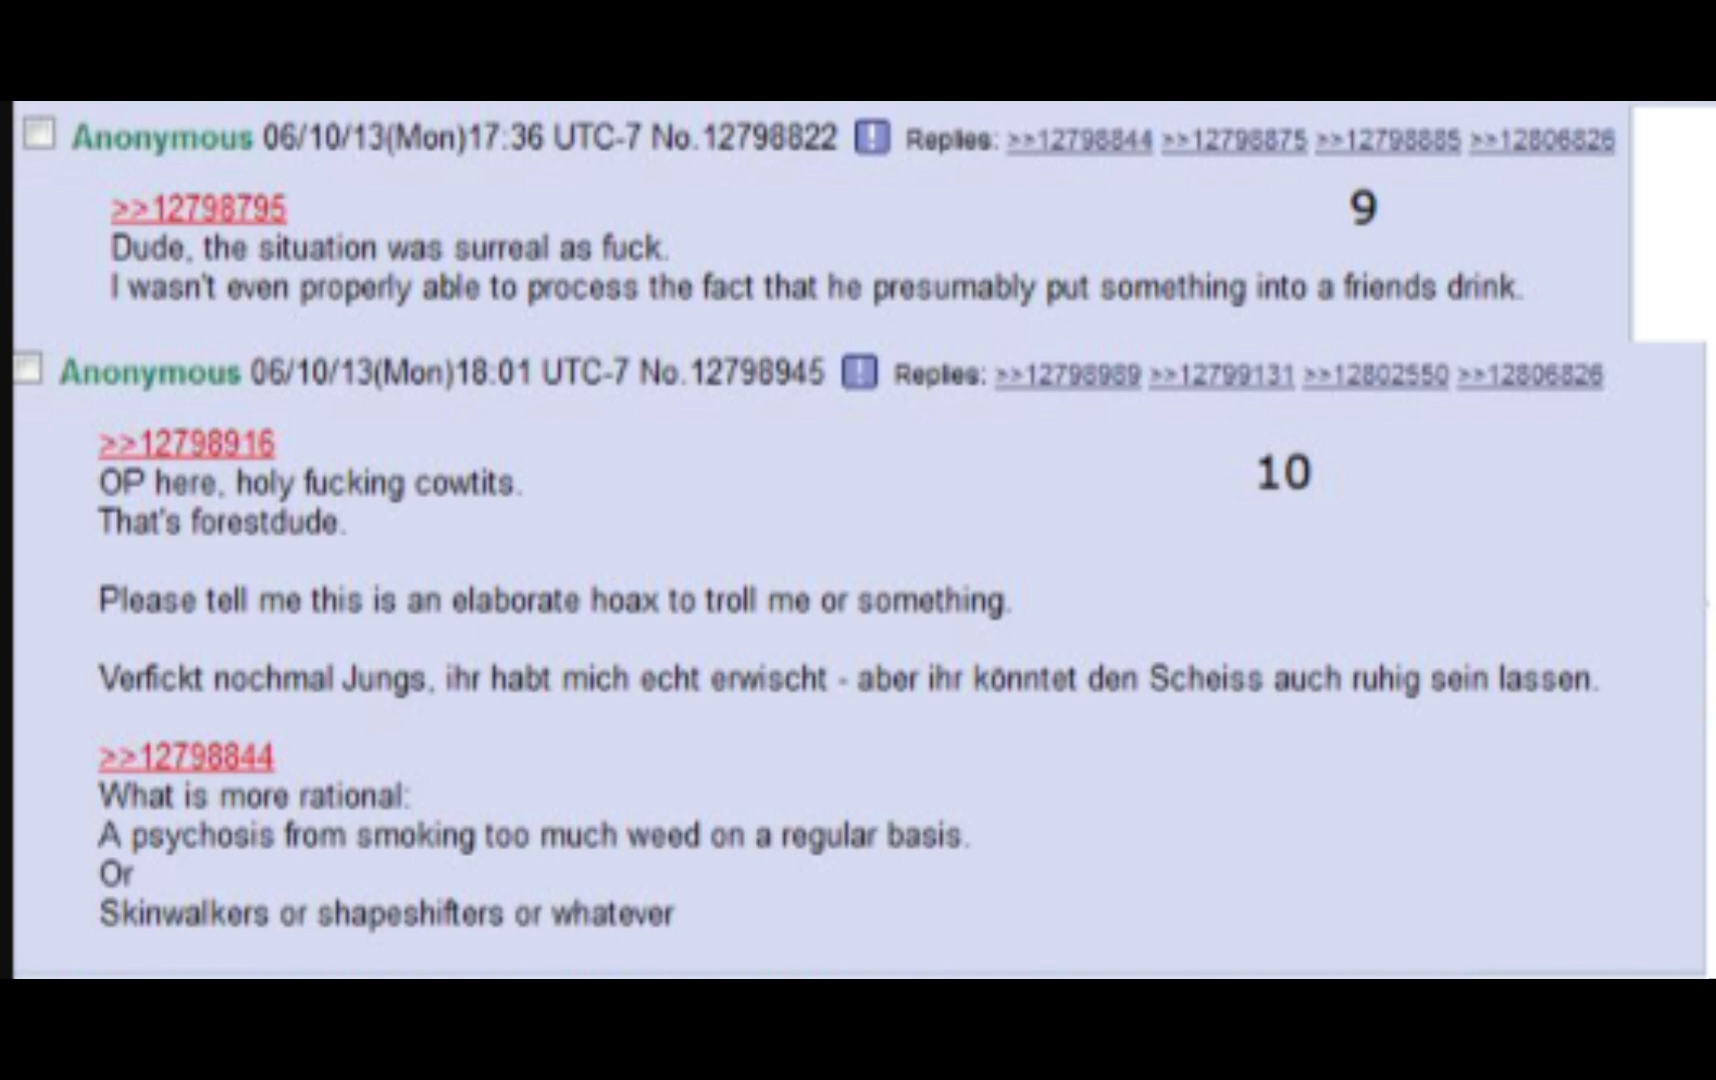 Anonymous 06/10/13(Mon)17:36 UTC-7 No.12798822 ! Replies: >>12798844 >>12798875 >>12798885 >>12806826
>>12798795
9
Dude, the situation was surreal as fuck.
I wasn't even properly able to process the fact that he presumably put something into a friends drink.
Anonymous 06/10/13(Mon)18:01 UTC-7 No.12798945 ! Replies: >>12798989 >>12799131 >>12802550 >>12806826
>>12798916
10
OP here, holy fucking cowtits.
That's forestdude.
Please tell me this is an elaborate hoax to troll me or something.
Verfickt nochmal Jungs, ihr habt mich echt erwischt - aber ihr könntet den Scheiss auch ruhig sein lassen.
>>12798844
What is more rational:
A psychosis from smoking too much weed on a regular basis.
Or
Skinwalkers or shapeshifters or whatever